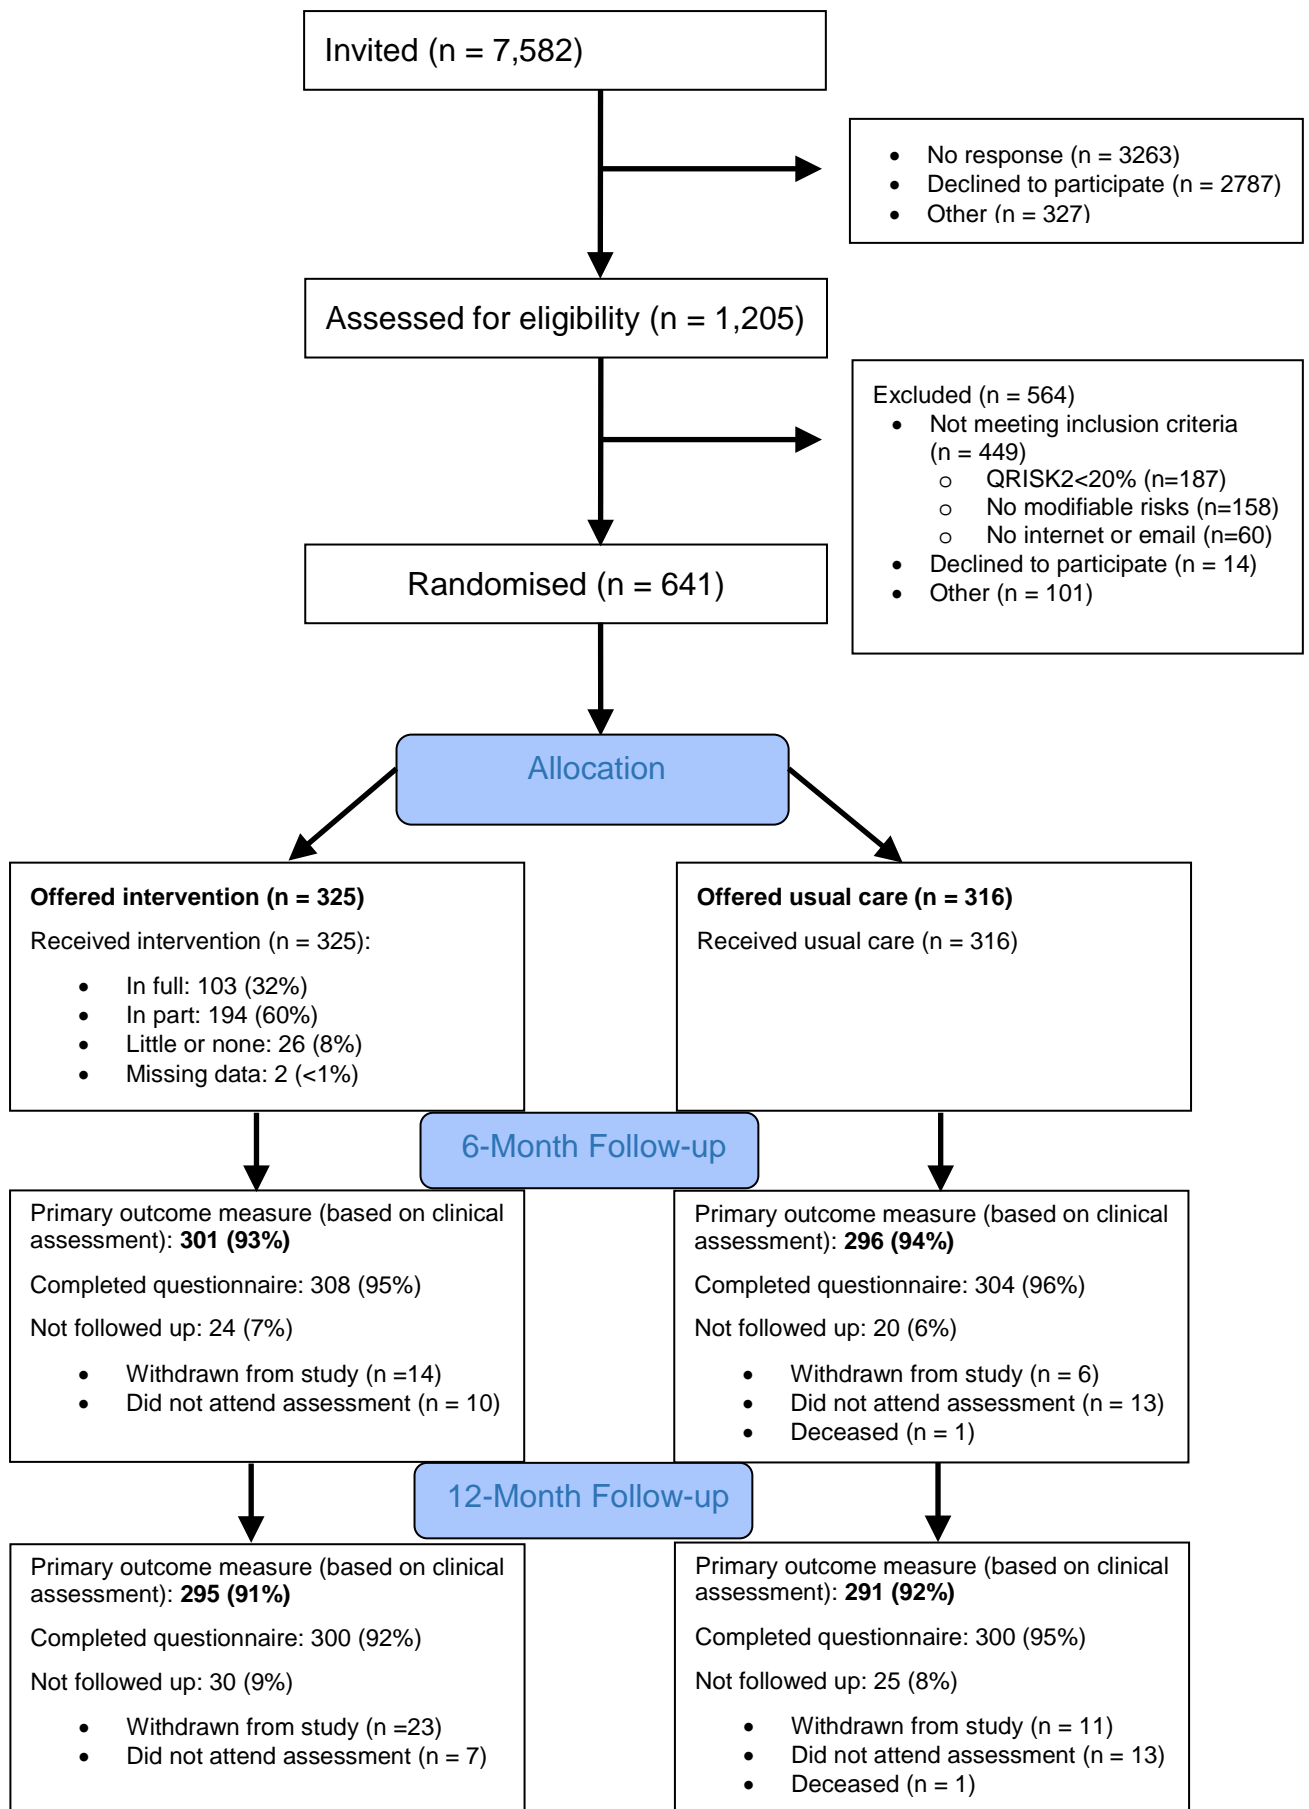 Invited (n = 7,582)
• No response (n = 3263)
• Declined to participate (n = 2787)
• Other (n = 327)
Assessed for eligibility (n = 1,205)
Excluded (n = 564)
• Not meeting inclusion criteria
(n = 449)
o QRISK2<20% (n=187)
o No modifiable risks (n=158)
o No internet or email (n=60)
• Declined to participate (n = 14)
• Other (n = 101)
Randomised (n = 641)
Allocation
Offered intervention (n = 325)
Received intervention (n = 325):
• In full: 103 (32%)
• In part: 194 (60%)
• Little or none: 26 (8%)
• Missing data: 2 (<1%)
Offered usual care (n = 316)
Received usual care (n = 316)
6-Month Follow-up
Primary outcome measure (based on clinical
assessment): 301 (93%)
Completed questionnaire: 308 (95%)
Not followed up: 24 (7%)
• Withdrawn from study (n =14)
• Did not attend assessment (n = 10)
Primary outcome measure (based on clinical
assessment): 296 (94%)
Completed questionnaire: 304 (96%)
Not followed up: 20 (6%)
• Withdrawn from study (n = 6)
• Did not attend assessment (n = 13)
• Deceased (n = 1)
12-Month Follow-up
Primary outcome measure (based on clinical
assessment): 295 (91%)
Completed questionnaire: 300 (92%)
Not followed up: 30 (9%)
• Withdrawn from study (n =23)
• Did not attend assessment (n = 7)
Primary outcome measure (based on clinical
assessment): 291 (92%)
Completed questionnaire: 300 (95%)
Not followed up: 25 (8%)
• Withdrawn from study (n = 11)
• Did not attend assessment (n = 13)
• Deceased (n = 1)